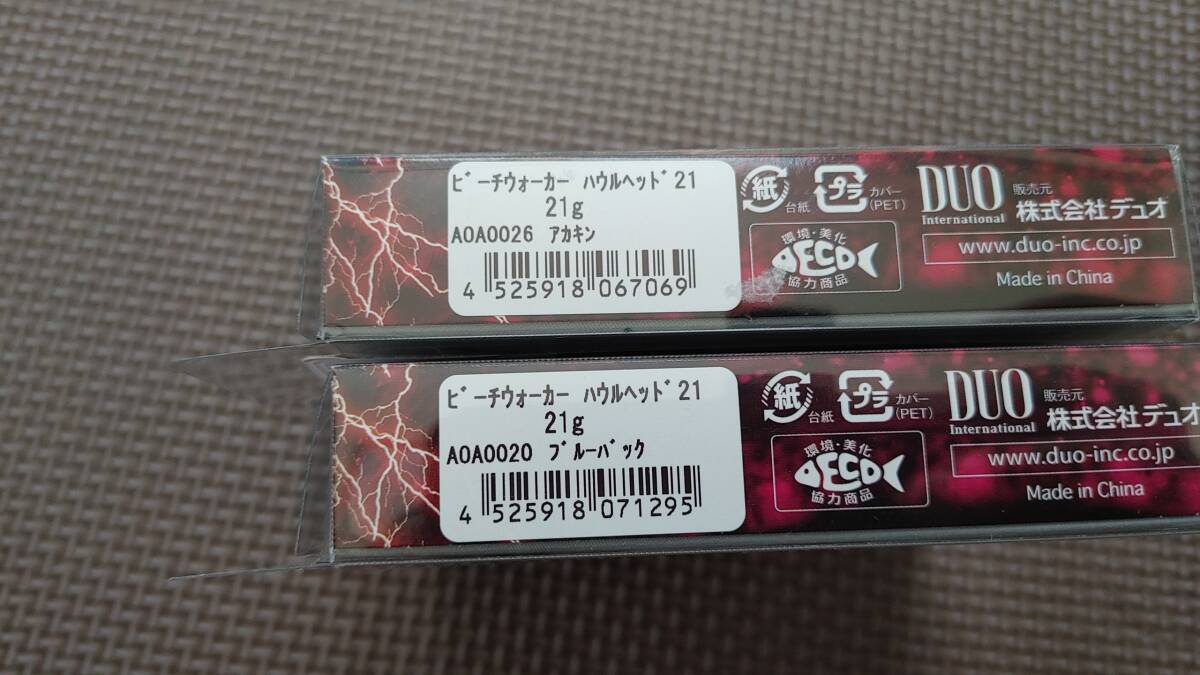 ﾋﾞｰﾁｳｫｰｶｰ ﾊｳﾙﾍｯﾄﾞ21
21g
AOA0026 ｱｶｷﾝ
4 525918 067069
紙
台紙
プラ
カバー
(PET)
環境・美化
ECO
協力商品
DUO
International
販売元
株式会社デュオ
www.duo-inc.co.jp
Made in China
ﾋﾞｰﾁｳｫｰｶｰ ﾊｳﾙﾍｯﾄﾞ21
21g
AOA0020 ﾌﾞﾙｰﾊﾞｯｸ
4 525918 071295
紙
台紙
プラ
カバー
(PET)
環境・美化
ECO
協力商品
DUO
International
販売元
株式会社デュオ
www.duo-inc.co.jp
Made in China